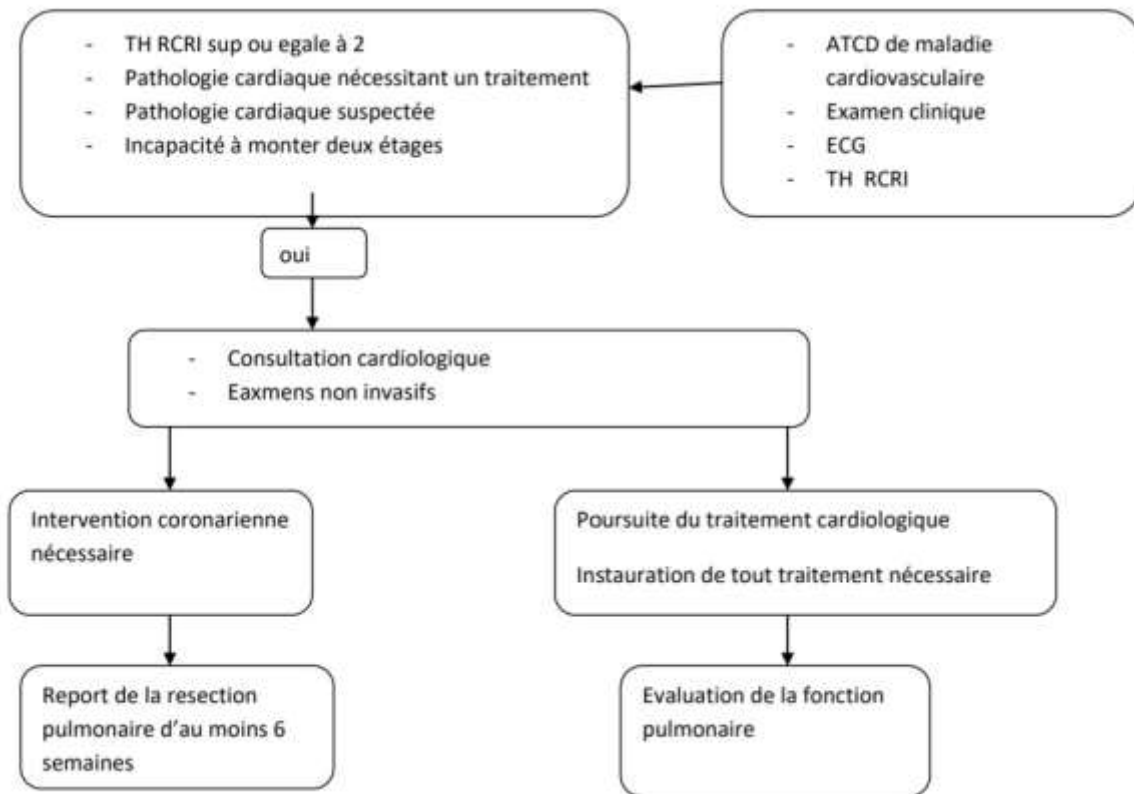 - TH RCRI sup ou egale à 2
- Pathologie cardiaque nécessitant un traitement
- Pathologie cardiaque suspectée
- Incapacité à monter deux étages
- ATCD de maladie
cardiovasculaire
- Examen clinique
- ECG
- TH RCRI
oui
- Consultation cardiologique
- Eaxmens non invasifs
Intervention coronarienne
nécessaire
Poursuite du traitement cardiologique
Instauration de tout traitement nécessaire
Report de la resection
pulmonaire d'au moins 6
semaines
Evaluation de la fonction
pulmonaire